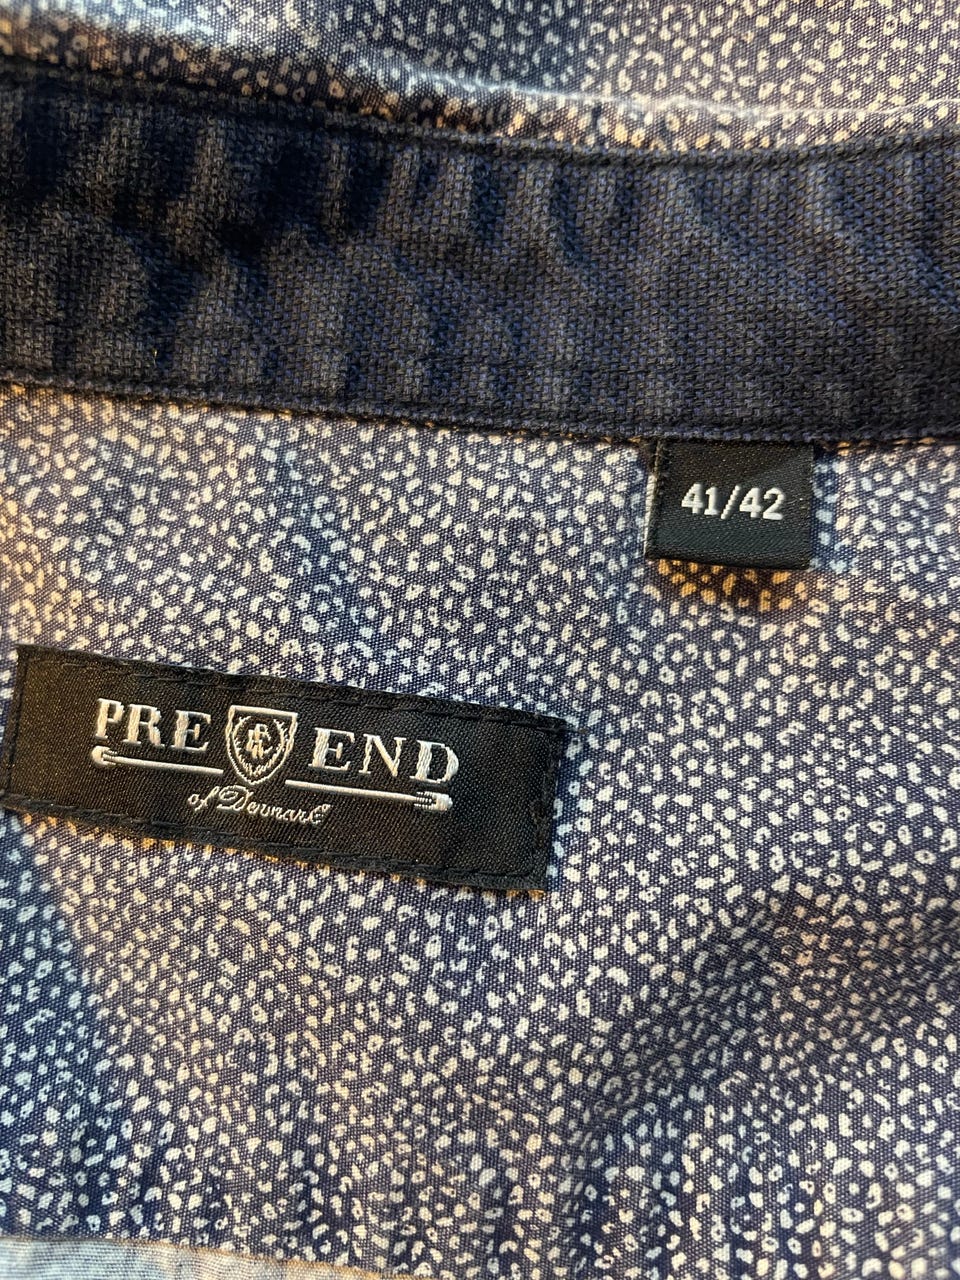 41/42
PRE END
of Denmark